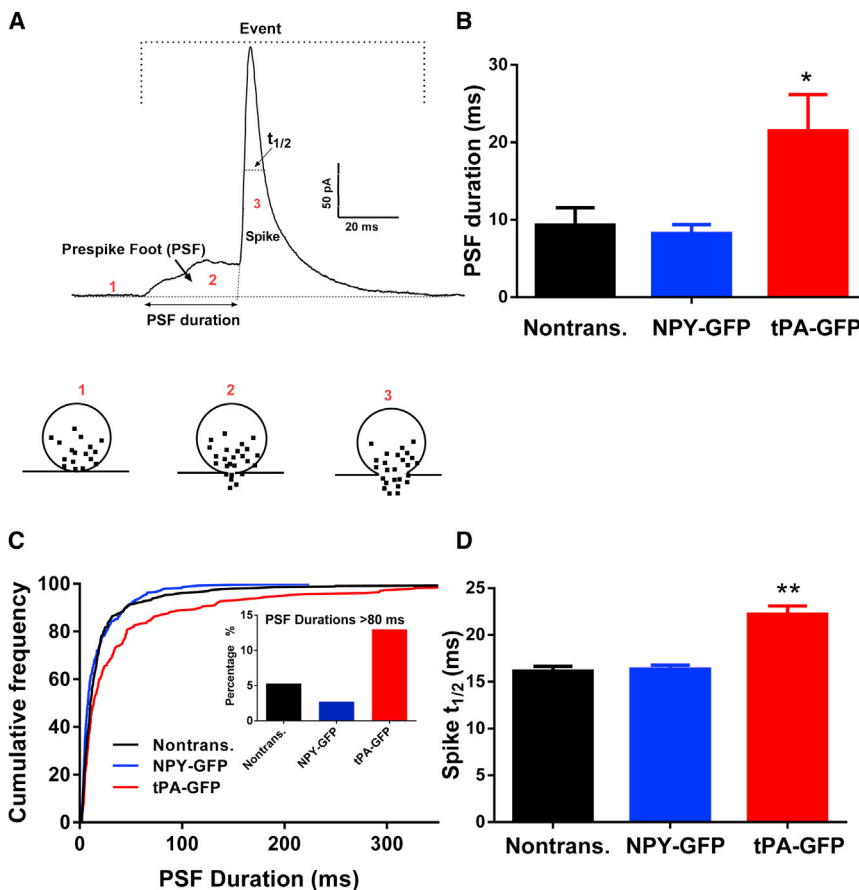 A
Event
t1/2
50 pA
20 ms
3
Spike
Prespike Foot (PSF)
1
2
PSF duration
1
2
3
B
PSF duration (ms)
30
20
10
0
*
Nontrans.
NPY-GFP
tPA-GFP
C
Cumulative frequency
100
80
60
40
20
0
0
100
200
300
PSF Duration (ms)
Nontrans.
NPY-GFP
tPA-GFP
PSF Durations >80 ms
Percentage %
15
10
5
0
Nontrans.
NPY-GFP
tPA-GFP
D
Spike t1/2 (ms)
25
20
15
10
5
0
**
Nontrans.
NPY-GFP
tPA-GFP